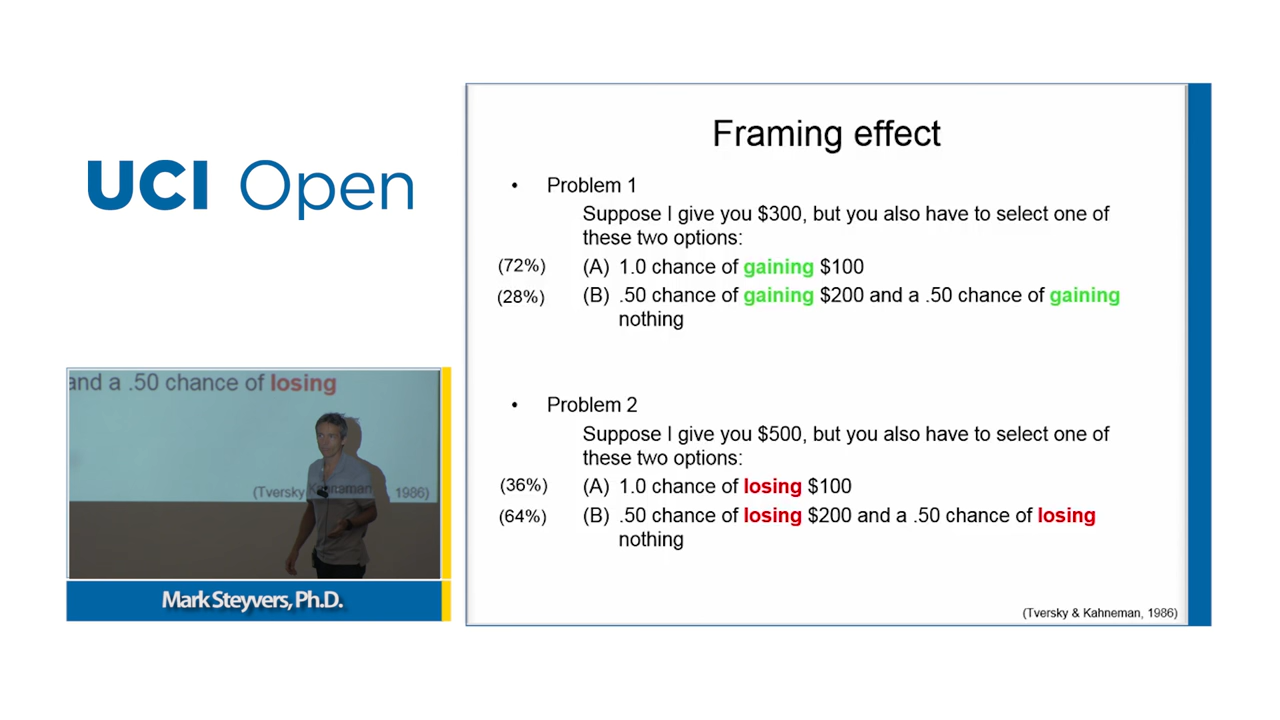 UCI Open
Framing effect
• Problem 1
Suppose I give you $300, but you also have to select one of
these two options:
(72%) (A) 1.0 chance of gaining $100
(28%) (B) .50 chance of gaining $200 and a .50 chance of gaining
nothing
• Problem 2
Suppose I give you $500, but you also have to select one of
these two options:
(36%) (A) 1.0 chance of losing $100
(64%) (B) .50 chance of losing $200 and a .50 chance of losing
nothing
(Tversky & Kahneman, 1986)
and a .50 chance of losing
(Tversky Kahneman, 1986)
Mark Steyvers, Ph.D.